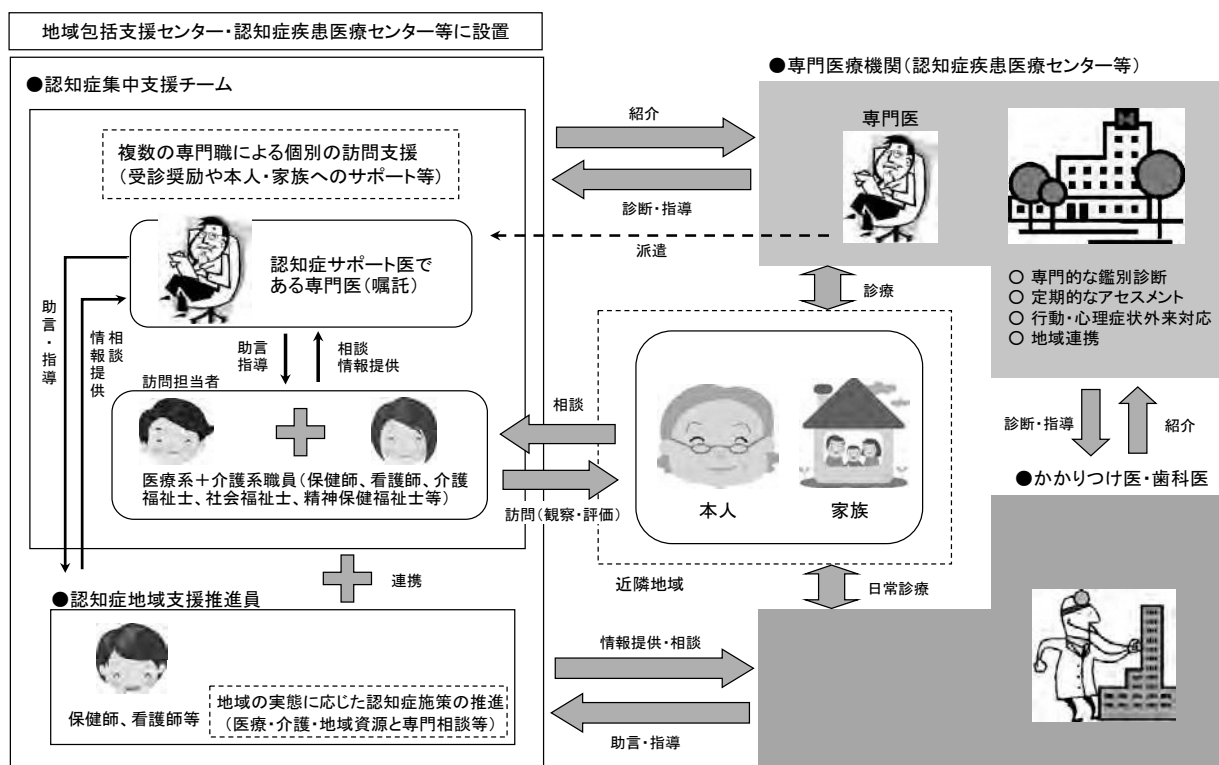 地域包括支援センター・認知症疾患医療センター等に設置
●認知症集中支援チーム
複数の専門職による個別の訪問支援
(受診奨励や本人・家族へのサポート等)
認知症サポート医で
ある専門医(嘱託)
助言・指導
相談
情報提供
助言
指導
相談
情報提供
訪問担当者
医療系+介護系職員(保健師、看護師、介護
福祉士、社会福祉士、精神保健福祉士等)
連携
●認知症地域支援推進員
保健師、看護師等
地域の実態に応じた認知症施策の推進
(医療・介護・地域資源と専門相談等)
紹介
診断・指導
派遣
相談
訪問(観察・評価)
診療
本人
家族
近隣地域
日常診療
情報提供・相談
助言・指導
●専門医療機関(認知症疾患医療センター等)
専門医
H
○ 専門的な鑑別診断
○ 定期的なアセスメント
○ 行動・心理症状外来対応
○ 地域連携
診断・指導
紹介
●かかりつけ医・歯科医